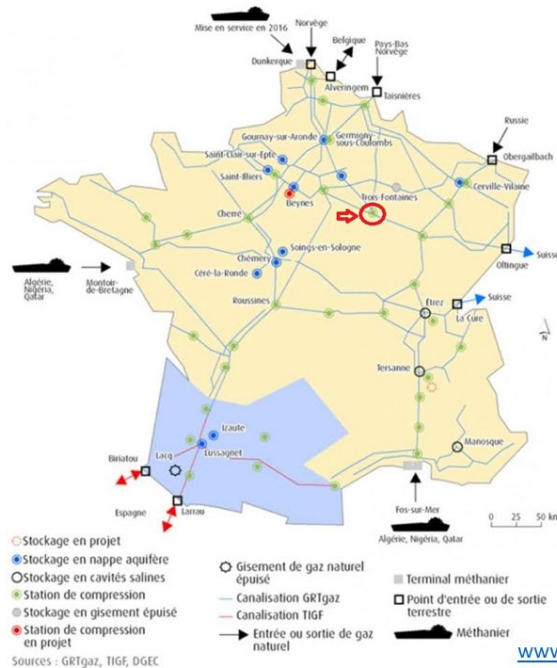 Mise en service en 2016
Norvège
Belgique
Dunkerque
Pays-Bas
Norvège
Alveringem
Taisnières
Russie
Gournay-sur-Aronde
Germigny-
sous-Coulombs
Obergailbach
Saint-Clair-sur-Epte
Saint-Illiers
Trois-Fontaines
Cerville-Vilaine
Beynes
Cherré
Soings-en-Sologne
Chémery
Céré-la-Ronde
Suisse
Oltingue
Algérie,
Nigéria,
Qatar
Montoir-
de-Bretagne
Roussines
Étrez
Suisse
La Cure
N
Tersanne
Izaute
Manosque
Lacq
Lussagnet
Biriatou
Espagne
Larrau
Fos-sur-Mer
Algérie, Nigéria, Qatar
0 25 50 km
Stockage en projet
Stockage en nappe aquifère
Stockage en cavités salines
Station de compression
Stockage en gisement épuisé
Station de compression
en projet
Gisement de gaz naturel
épuisé
Canalisation GRTgaz
Canalisation TIGF
Entrée ou sortie de gaz
naturel
Terminal méthanier
Point d'entrée ou de sortie
terrestre
Méthanier
Sources : GRTgaz, TIGF, DGEC
www